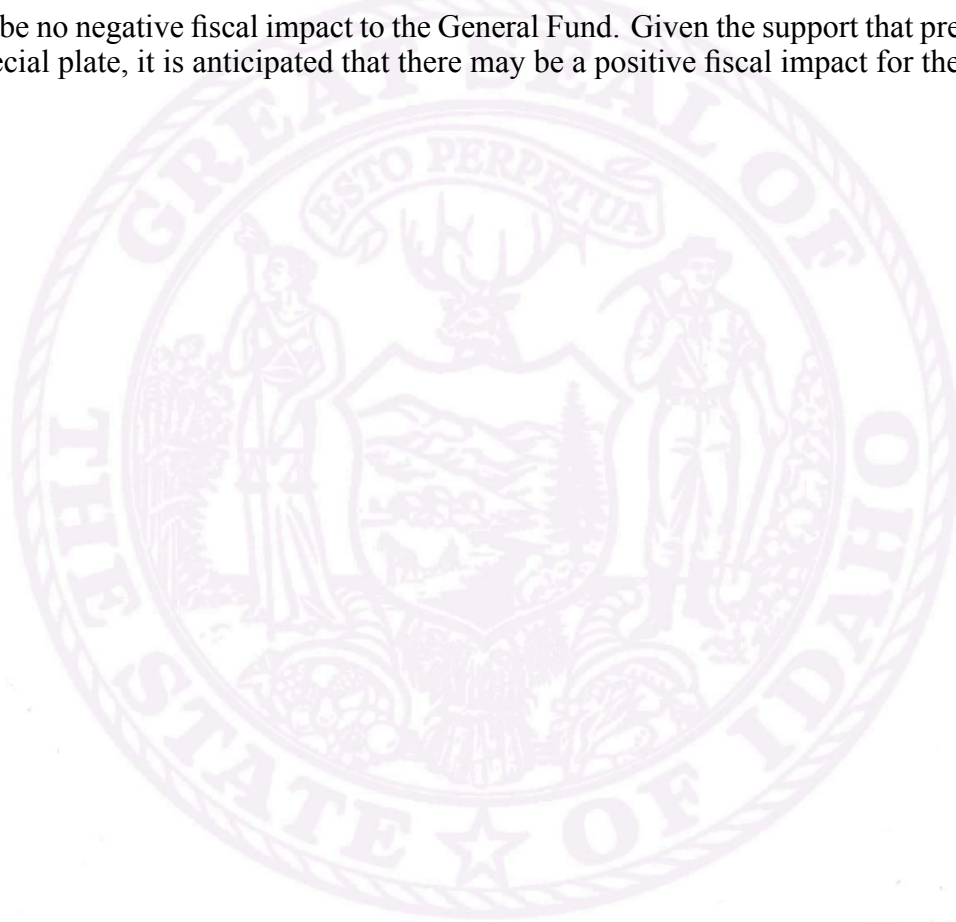 be no negative fiscal impact to the General Fund. Given the support that pre
ecial plate, it is anticipated that there may be a positive fiscal impact for the
GREAT SEAL OF
ESTO PERPETUA
THE STATE OF IDAHO